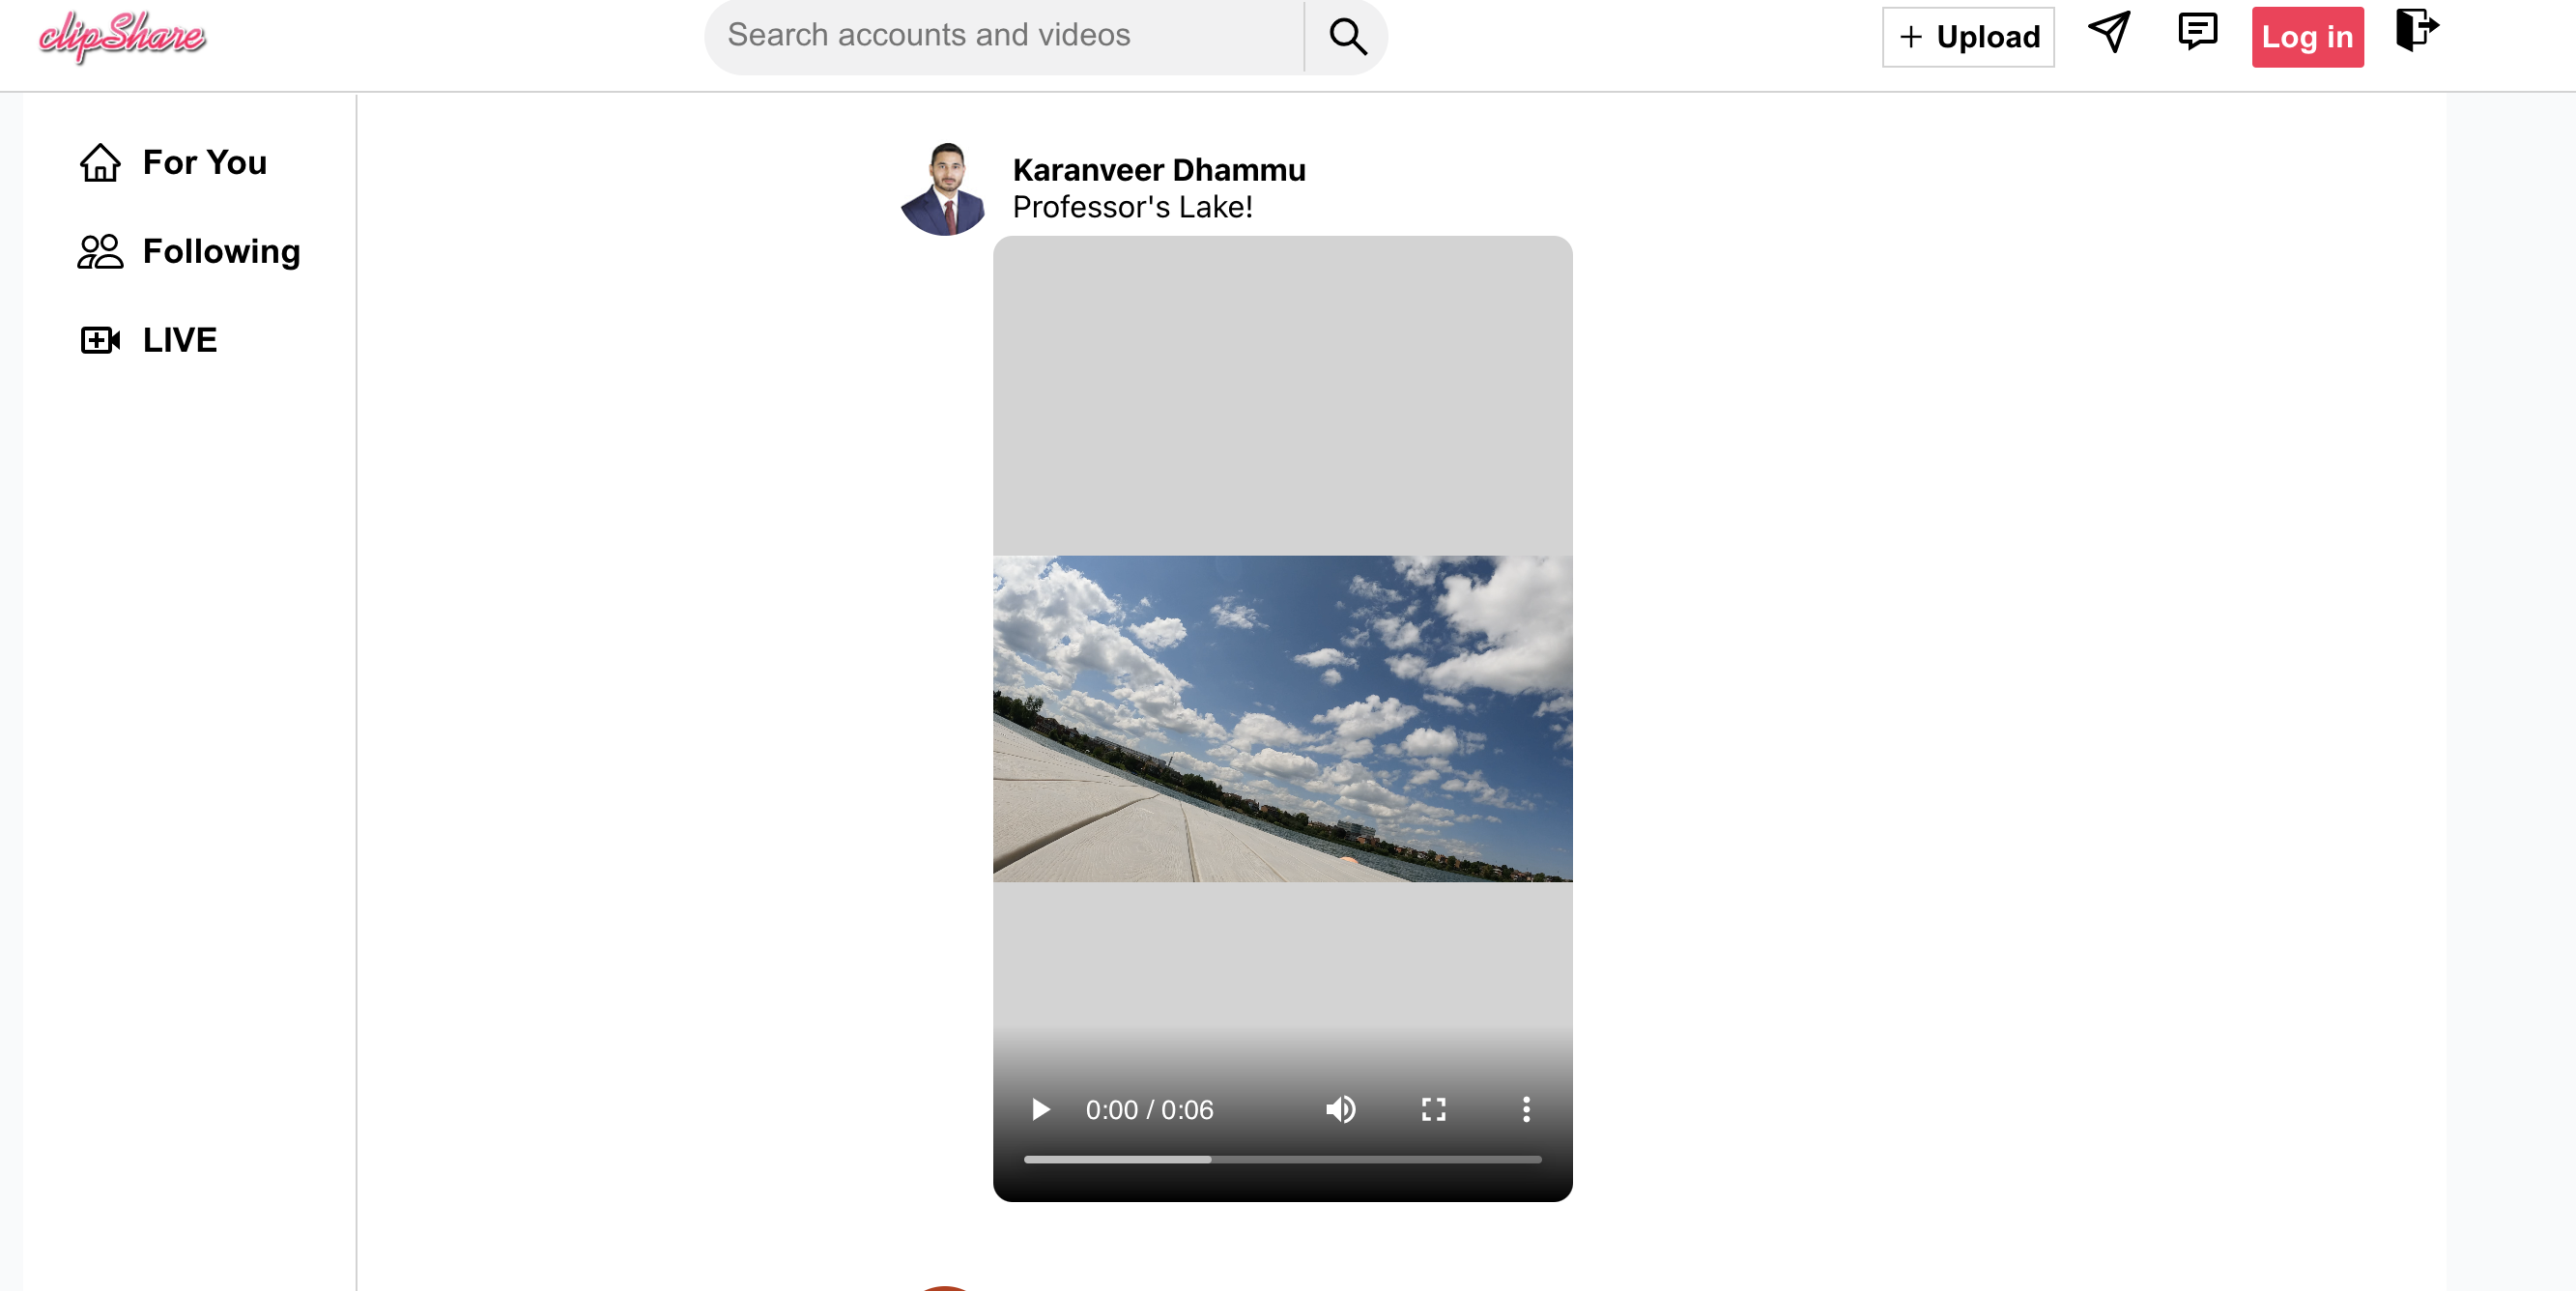 clipShare
Search accounts and videos
Upload
Log in
For You
Following
LIVE
Karanveer Dhammu
Professor's Lake!
0:00 / 0:06